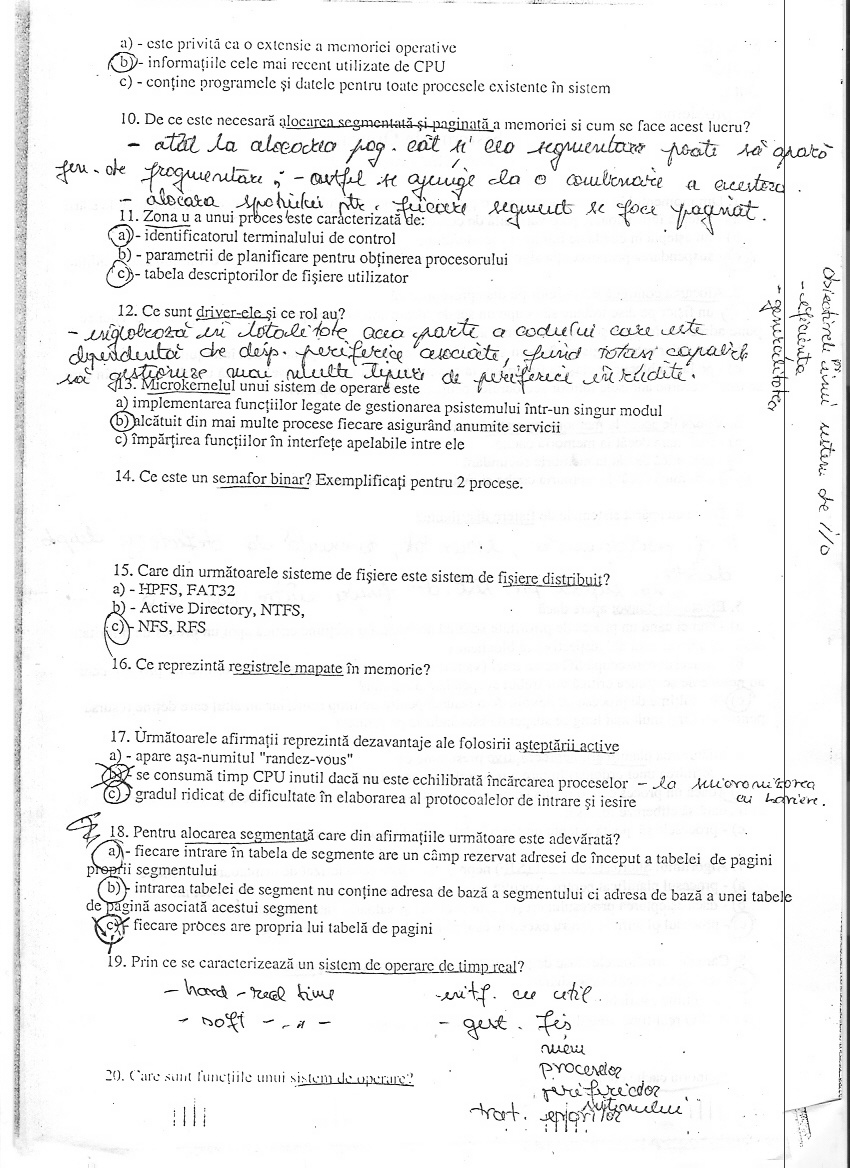 a) - este privită ca o extensie a memoriei operative
b) - informațiile cele mai recent utilizate de CPU
c) - conține programele și datele pentru toate procesele existente în sistem
10. De ce este necesară alocarea segmentată și paginată a memoriei si cum se face acest lucru?
- atât la alocarea pag. cât și cea segmentare poate să apară
fen. de fragmentare; - astfel se ajunge la o combinare a acestora.
- alocarea spațiului ptr. fiecare segment se face paginat.
11. Zona u a unui proces este caracterizată de:
a) - identificatorul terminalului de control
b) - parametrii de planificare pentru obținerea procesorului
c) - tabela descriptorilor de fișiere utilizator
12. Ce sunt driver-ele și ce rol au?
- înglobează în totalitate acea parte a codului care este
dependentă de disp. periferice asociate, fiind totuși capabile
să gestioneze mai multe tipuri de periferice înrudite.
13. Microkernelul unui sistem de operare este
a) implementarea funcțiilor legate de gestionarea psistemului într-un singur modul
b) alcătuit din mai multe procese fiecare asigurând anumite servicii
c) împărțirea funcțiilor în interfețe apelabile intre ele
14. Ce este un semafor binar? Exemplificați pentru 2 procese.
15. Care din următoarele sisteme de fișiere este sistem de fișiere distribuit?
a) - HPFS, FAT32
b) - Active Directory, NTFS,
c) - NFS, RFS
16. Ce reprezintă registrele mapate în memorie?
17. Următoarele afirmații reprezintă dezavantaje ale folosirii așteptării active
a) - apare așa-numitul "randez-vous"
b) - se consumă timp CPU inutil dacă nu este echilibrată încărcarea proceselor - la sincronizarea
c) - gradul ridicat de dificultate în elaborarea al protocoalelor de intrare și iesire cu bariere.
18. Pentru alocarea segmentată care din afirmațiile următoare este adevărată?
a) - fiecare intrare în tabela de segmente are un câmp rezervat adresei de început a tabelei de pagini
proprii segmentului
b) - intrarea tabelei de segment nu conține adresa de bază a segmentului ci adresa de bază a unei tabele
de pagină asociată acestui segment
c) - fiecare proces are propria lui tabelă de pagini
19. Prin ce se caracterizează un sistem de operare de timp real?
- hard - real time
- soft - " -
- intf. cu util.
- gest. fiș
mem
proceselor
perifericelor
sistemului
trat. erorilor
20. Care sunt funcțiile unui sistem de operare?
Obiectivele unui sistem de i/o
- eficiența
- generalitatea